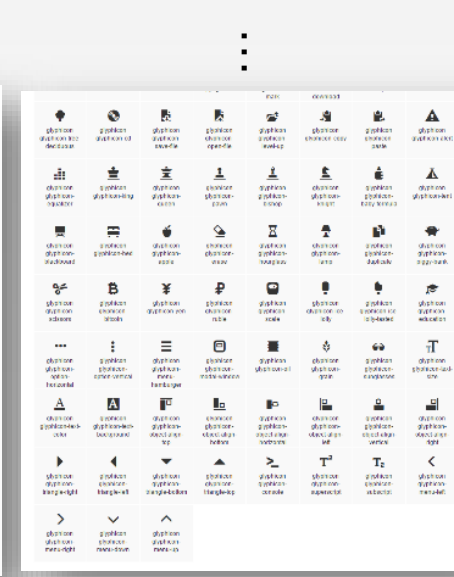 mark download
glyphicon glyphicon glyphicon glyphicon glyphicon glyphicon glyphicon glyphicon
glyphicon-tree- glyphicon-cd glyphicon- glyphicon- glyphicon- glyphicon-copy glyphicon- glyphicon-alert
deciduous save-file open-file level-up paste
glyphicon glyphicon glyphicon glyphicon glyphicon glyphicon glyphicon glyphicon
glyphicon- glyphicon-king glyphicon- glyphicon- glyphicon- glyphicon- glyphicon- glyphicon-tent
equalizer queen pawn bishop knight baby-formula
glyphicon glyphicon glyphicon glyphicon glyphicon glyphicon glyphicon glyphicon
glyphicon- glyphicon-bed glyphicon- glyphicon- glyphicon- glyphicon- glyphicon- glyphicon-
blackboard apple erase hourglass lamp duplicate piggy-bank
glyphicon glyphicon glyphicon glyphicon glyphicon glyphicon glyphicon glyphicon
glyphicon- glyphicon- glyphicon-yen glyphicon- glyphicon- glyphicon-ice- glyphicon-ice- glyphicon-
scissors bitcoin ruble scale lolly lolly-tasted education
glyphicon glyphicon glyphicon glyphicon glyphicon glyphicon glyphicon glyphicon
glyphicon- glyphicon- glyphicon- glyphicon- glyphicon-oil glyphicon- glyphicon- glyphicon-text-
option- option-vertical menu- modal-window grain sunglasses size
horizontal hamburger
glyphicon glyphicon glyphicon glyphicon glyphicon glyphicon glyphicon glyphicon
glyphicon-text- glyphicon-text- glyphicon- glyphicon- glyphicon- glyphicon- glyphicon- glyphicon-
color background object-align- object-align- object-align- object-align- object-align- object-align-
top bottom horizontal left vertical right
glyphicon glyphicon glyphicon glyphicon glyphicon glyphicon glyphicon glyphicon
glyphicon- glyphicon- glyphicon- glyphicon- glyphicon- glyphicon- glyphicon- glyphicon-
triangle-right triangle-left triangle-bottom triangle-top console superscript subscript menu-left
glyphicon glyphicon glyphicon
glyphicon- glyphicon- glyphicon-
menu-right menu-down menu-up